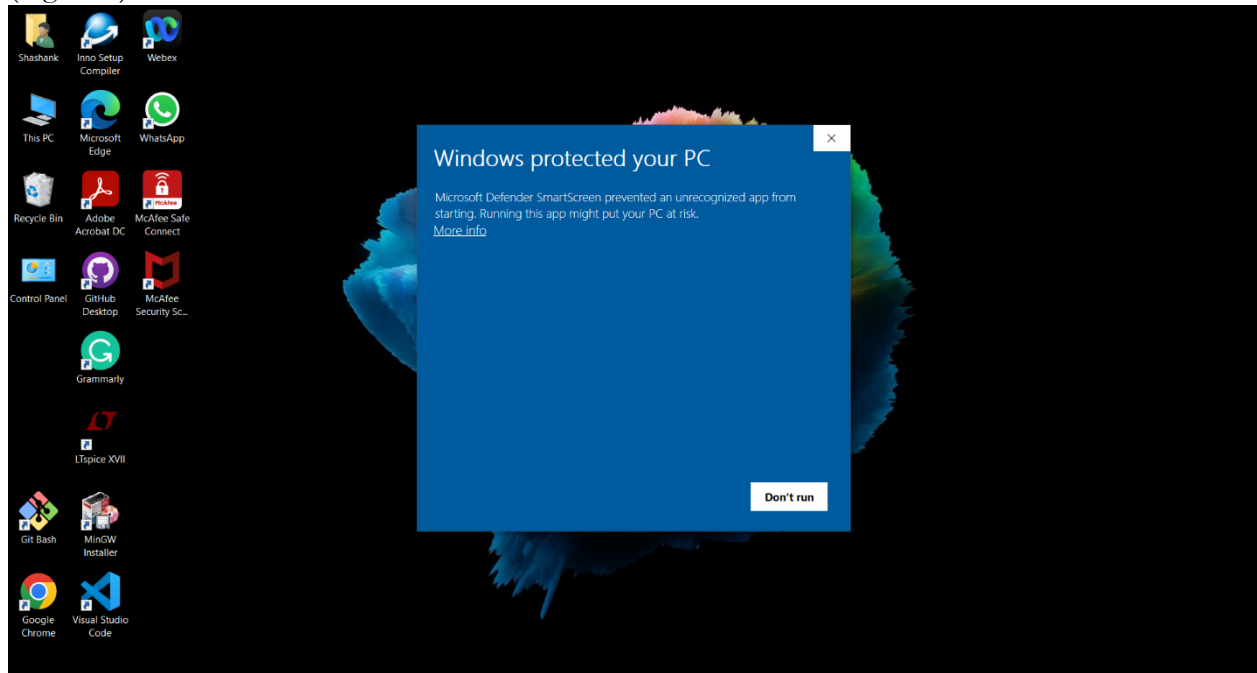 Shashank
Inno Setup
Compiler
Webex
This PC
Microsoft
Edge
WhatsApp
Recycle Bin
Adobe
Acrobat DC
McAfee Safe
Connect
McAfee
Control Panel
GitHub
Desktop
McAfee
Security Sc...
Grammarly
LTspice XVII
Git Bash
MinGW
Installer
Google
Chrome
Visual Studio
Code
Windows protected your PC
Microsoft Defender SmartScreen prevented an unrecognized app from
starting. Running this app might put your PC at risk.
More info
Don't run